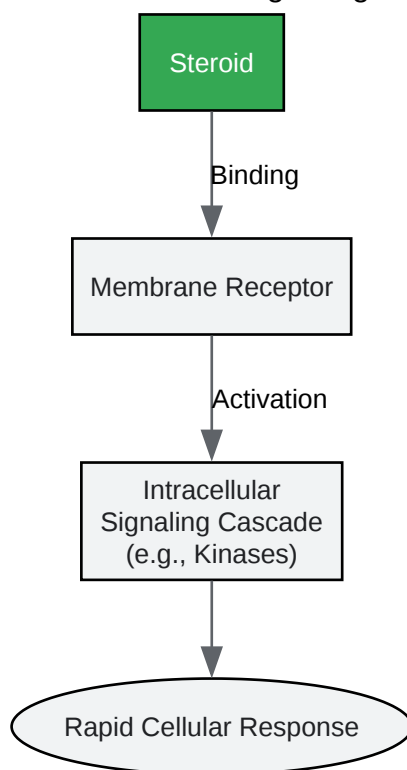 Steroid
Binding
Membrane Receptor
Activation
Intracellular
Signaling Cascade
(e.g., Kinases)
Rapid Cellular Response